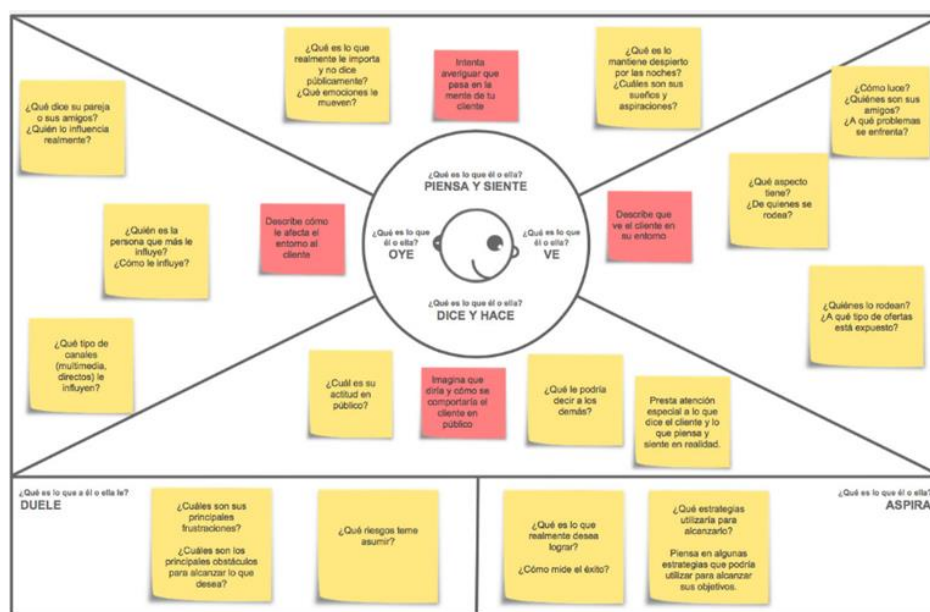 ¿Qué es lo que
realmente le importa
y no dice
públicamente?
¿Qué emociones le
mueven?
Intenta
averiguar que
pasa en la
mente de tu
cliente
¿Qué es lo
mantiene despierto
por las noches?
¿Cuáles son sus
sueños y
aspiraciones?
¿Qué dice su pareja
o sus amigos?
¿Quién lo influencia
realmente?
¿Cómo luce?
¿Quiénes son sus
amigos?
¿A qué problemas
se enfrenta?
¿Qué es lo que él o ella?
PIENSA Y SIENTE
¿Qué aspecto
tiene?
¿De quienes se
rodea?
¿Quién es la
persona que más le
influye?
¿Cómo le influye?
Describe cómo
le afecta el
entorno al
cliente
¿Qué es lo que
él o ella?
OYE
¿Qué es lo que
él o ella?
VE
Describe que
ve el cliente en
su entorno
¿Qué es lo que él o ella?
DICE Y HACE
¿Quiénes lo rodean?
¿A qué tipo de ofertas
está expuesto?
¿Qué tipo de
canales
(multimedia,
directos) le
influyen?
¿Cuál es su
actitud en
público?
Imagina que
diría y cómo se
comportaría el
cliente en
público
¿Qué le podría
decir a los
demás?
Presta atención
especial a lo que
dice el cliente y lo
que piensa y
siente en realidad.
¿Qué es lo que a él o ella le?
DUELE
¿Cuáles son sus
principales
frustraciones?
¿Cuáles son los
principales obstáculos
para alcanzar lo que
desea?
¿Qué riesgos teme
asumir?
¿Qué es lo que
realmente desea
lograr?
¿Cómo mide el éxito?
¿Qué estrategias
utilizaría para
alcanzarlo?
Piensa en algunas
estrategias que podría
utilizar para alcanzar
sus objetivos.
¿Qué es lo que él o ella?
ASPIRA